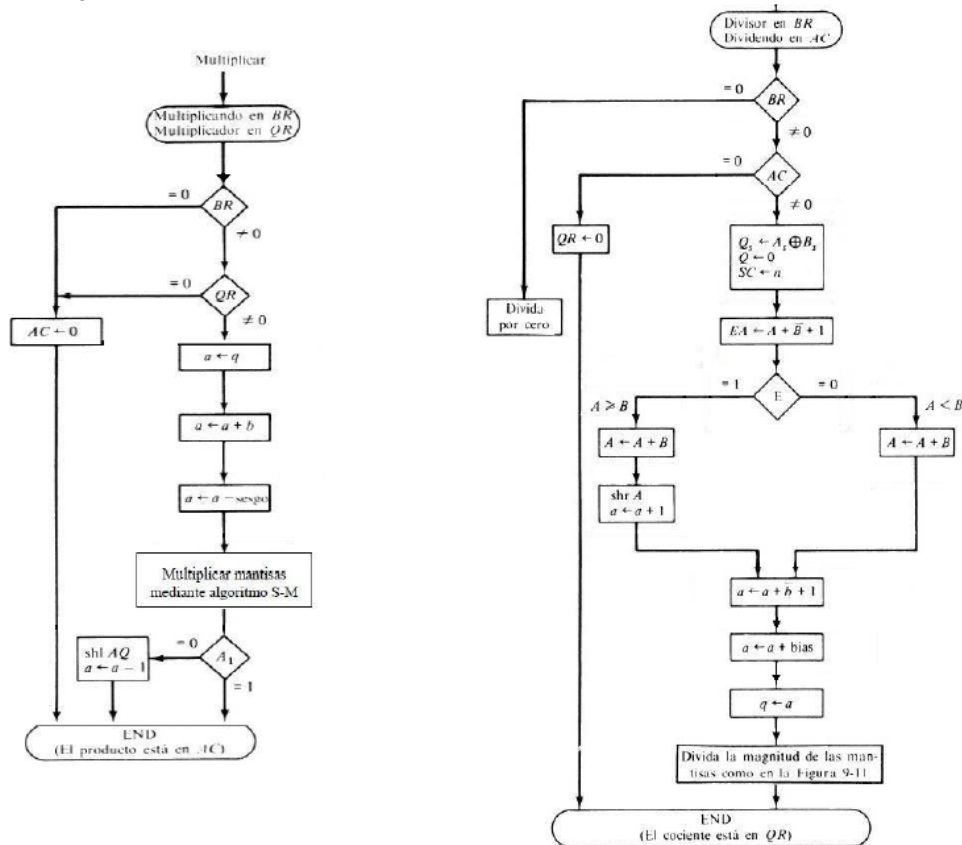 Multiplicar
Multiplicando en BR
Multiplicador en QR
= 0
BR
≠ 0
= 0
QR
≠ 0
AC ← 0
a ← q
a ← a + b
a ← a − sesgo
Multiplicar mantisas
mediante algoritmo S-M
= 0
shl AQ
a ← a − 1
A₁
= 1
END
(El producto está en AC)
Divisor en BR
Dividendo en AC
= 0
BR
≠ 0
= 0
AC
≠ 0
QR ← 0
Qₛ ← Aₛ ⊕ Bₛ
Q ← 0
SC ← n
Divida
por cero
EA ← A + B̅ + 1
= 1
E
= 0
A ≥ B
A < B
A ← A + B
A ← A + B
shr A
a ← a + 1
a ← a + b̅ + 1
a ← a + bias
q ← a
Divida la magnitud de las man-
tisas como en la Figura 9-11
END
(El cociente está en QR)